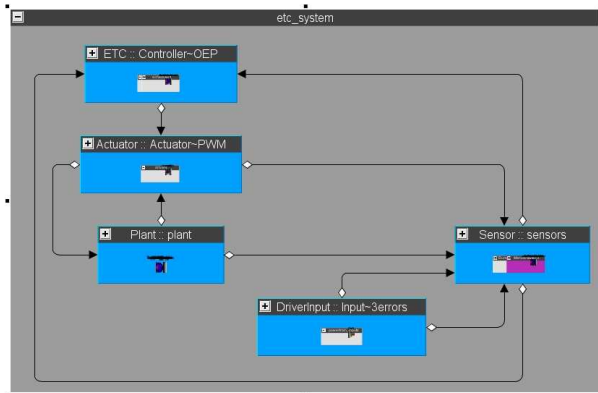 etc_system
ETC :: Controller~OEP
Actuator :: Actuator~PWM
Plant :: plant
Sensor :: sensors
DriverInput :: Input~3errors